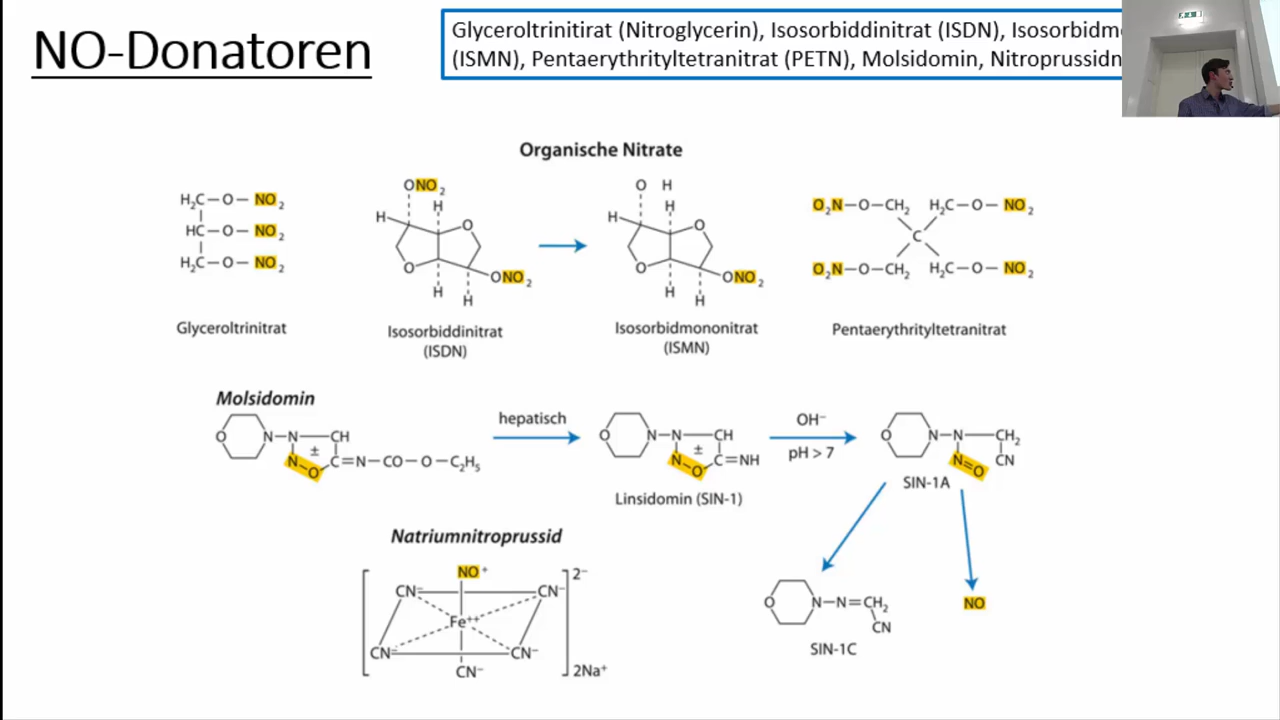 NO-Donatoren
Glyceroltrinitirat (Nitroglycerin), Isosorbiddinitrat (ISDN),
(ISMN), Pentaerythrityltetranitrat (PETN), Molsidomin,
Organische Nitrate
H₂C–O–NO₂
HC–O–NO₂
H₂C–O–NO₂
Glyceroltrinitrat
ONO₂
H
H
O
O
ONO₂
H
H
Isosorbiddinitrat
(ISDN)
O H
H
H
O
O
ONO₂
H
H
Isosorbidmononitrat
(ISMN)
O₂N–O–CH₂ H₂C–O–NO₂
C
O₂N–O–CH₂ H₂C–O–NO₂
Pentaerythrityltetranitrat
Molsidomin
O N–N CH
±
N–O C=N–CO–O–C₂H₅
hepatisch
O N–N CH
±
N–O C=NH
Linsidomin (SIN-1)
OH⁻
pH > 7
O N–N CH₂
N=O CN
SIN-1A
O N–N=CH₂
CN
SIN-1C
NO
Natriumnitroprussid
NO⁺ 2–
CN⁻ CN⁻
Fe⁺⁺
CN⁻ CN⁻
CN⁻ 2Na⁺